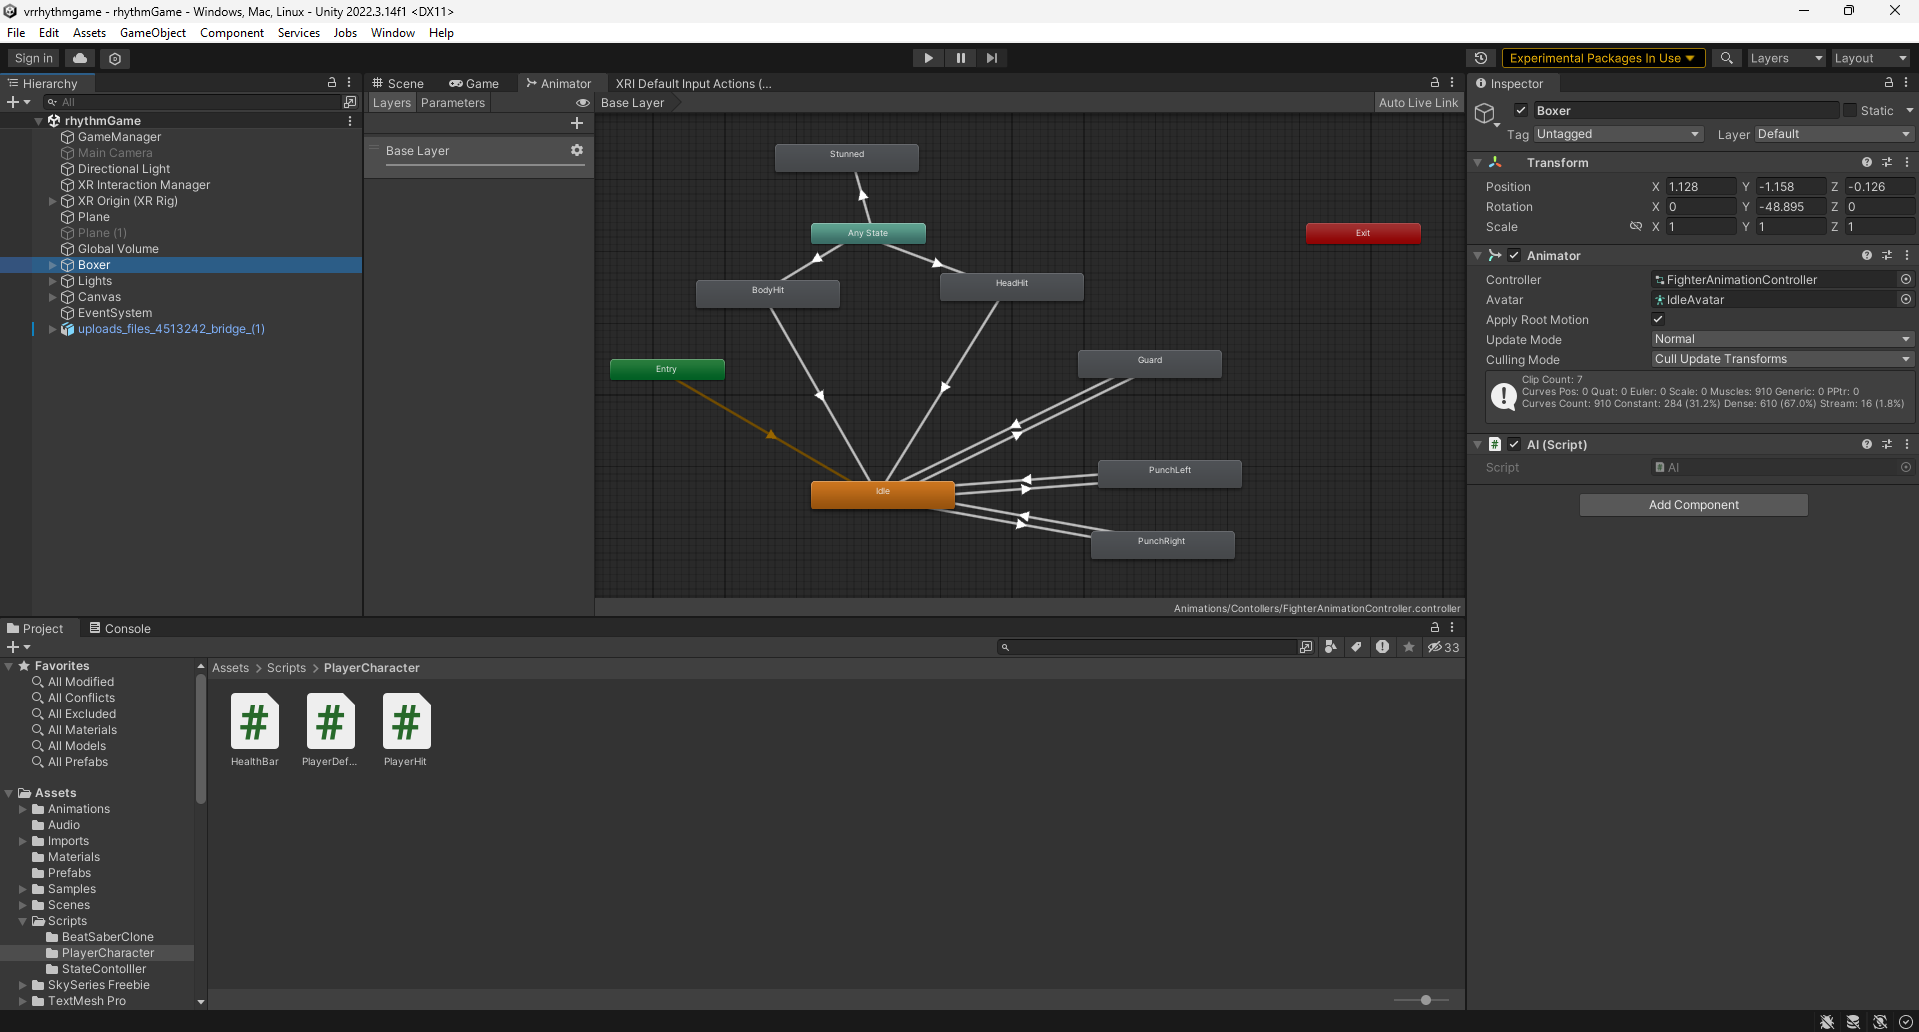 vrrhythmgame - rhythmGame - Windows, Mac, Linux - Unity 2022.3.14f1 <DX11>
File Edit Assets GameObject Component Services Jobs Window Help
Sign in
Experimental Packages In Use
Layers
Layout
Hierarchy
All
rhythmGame
GameManager
Main Camera
Directional Light
XR Interaction Manager
XR Origin (XR Rig)
Plane
Plane (1)
Global Volume
Boxer
Lights
Canvas
EventSystem
uploads_files_4513242_bridge_(1)
Scene Game Animator XRI Default Input Actions (...
Layers Parameters
Base Layer
Auto Live Link
Base Layer
Stunned
Any State
Exit
BodyHit
HeadHit
Entry
Guard
PunchLeft
Idle
PunchRight
Animations/Contollers/FighterAnimationController.controller
Inspector
Boxer
Static
Tag Untagged Layer Default
Transform
Position X 1.128 Y -1.158 Z -0.126
Rotation X 0 Y -48.895 Z 0
Scale X 1 Y 1 Z 1
Animator
Controller FighterAnimationController
Avatar IdleAvatar
Apply Root Motion
Update Mode Normal
Culling Mode Cull Update Transforms
Clip Count: 7
Curves Pos: 0 Quat: 0 Euler: 0 Scale: 0 Muscles: 910 Generic: 0 PPtr: 0
Curves Count: 910 Constant: 284 (31.2%) Dense: 610 (67.0%) Stream: 16 (1.8%)
# AI (Script)
Script # AI
Add Component
Project Console
33
Favorites
All Modified
All Conflicts
All Excluded
All Materials
All Models
All Prefabs
Assets
Animations
Audio
Imports
Materials
Prefabs
Samples
Scenes
Scripts
BeatSaberClone
PlayerCharacter
StateContolller
SkySeries Freebie
TextMesh Pro
Assets > Scripts > PlayerCharacter
# # #
HealthBar PlayerDef... PlayerHit